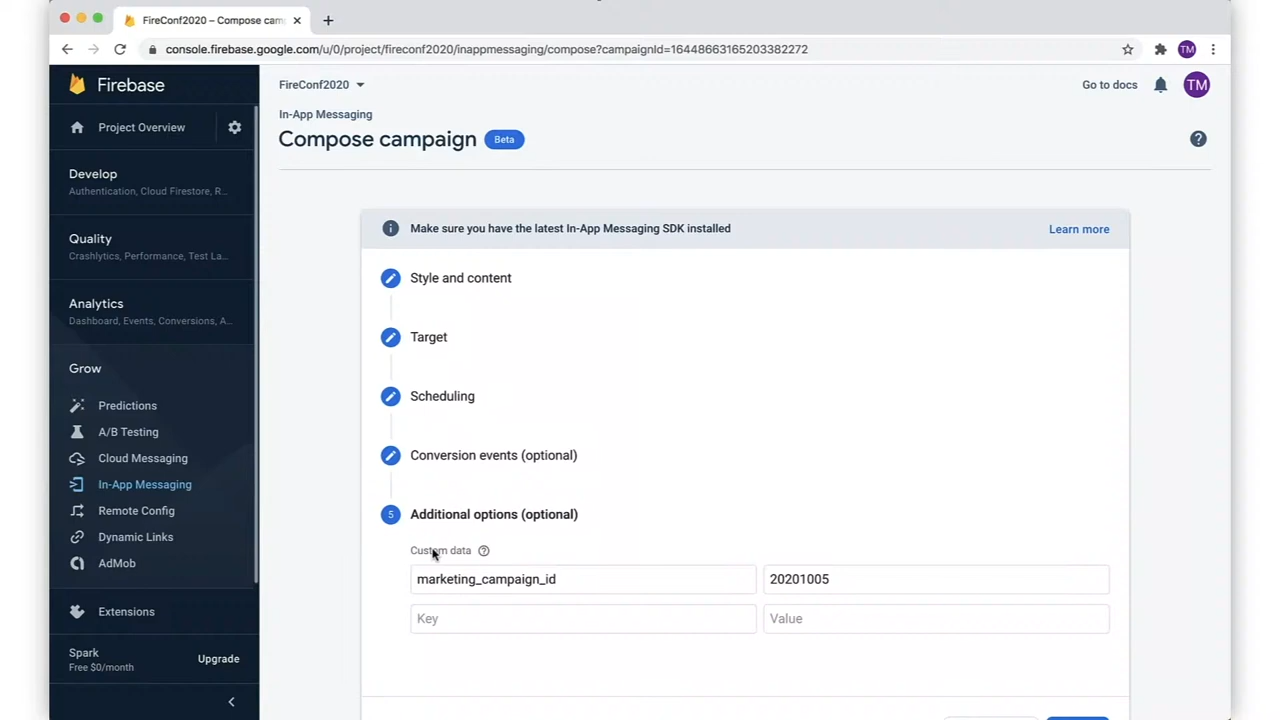 FireConf2020 – Compose cam
console.firebase.google.com/u/0/project/fireconf2020/inappmessaging/compose?campaignId=16448663165203382272
TM
Firebase
FireConf2020
Go to docs
TM
Project Overview
In-App Messaging
Compose campaign
Beta
Develop
Authentication, Cloud Firestore, R...
Quality
Crashlytics, Performance, Test La...
Analytics
Dashboard, Events, Conversions, A...
Grow
Predictions
A/B Testing
Cloud Messaging
In-App Messaging
Remote Config
Dynamic Links
AdMob
Extensions
Spark
Free $0/month
Upgrade
Make sure you have the latest In-App Messaging SDK installed
Learn more
Style and content
Target
Scheduling
Conversion events (optional)
5
Additional options (optional)
Custom data
marketing_campaign_id
20201005
Key
Value